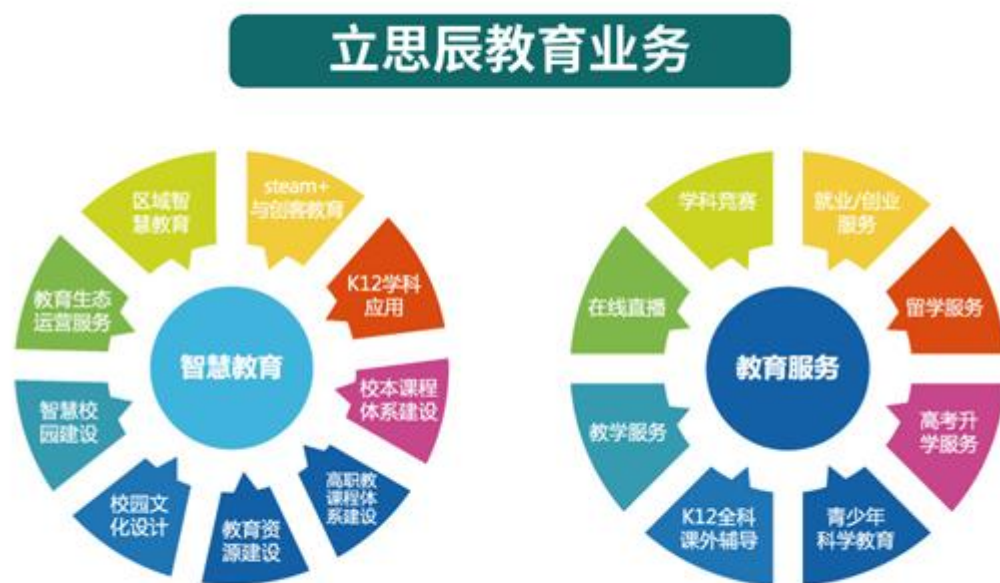 立思辰教育业务
区域智
慧教育
steam+
与创客教育
K12学科
应用
校本课程
体系建设
高职教
课程体
系建设
教育资
源建设
校园文
化设计
智慧校
园建设
教育生态
运营服务
智慧教育
学科竞赛
就业/创业
服务
留学服务
高考升
学服务
青少年
科学教育
K12全科
课外辅导
教学服务
在线直播
教育服务